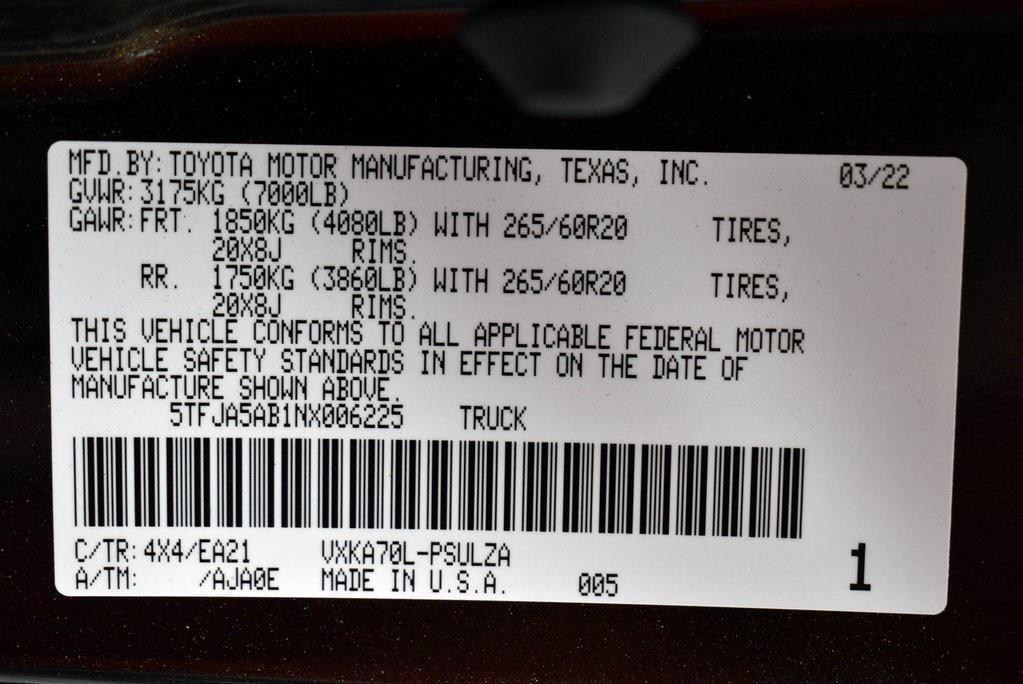 MFD.BY: TOYOTA MOTOR MANUFACTURING, TEXAS, INC. 03/22
GVWR: 3175KG (7000LB)
GAWR: FRT. 1850KG (4080LB) WITH 265/60R20 TIRES,
20X8J RIMS.
RR. 1750KG (3860LB) WITH 265/60R20 TIRES,
20X8J RIMS.
THIS VEHICLE CONFORMS TO ALL APPLICABLE FEDERAL MOTOR
VEHICLE SAFETY STANDARDS IN EFFECT ON THE DATE OF
MANUFACTURE SHOWN ABOVE.
5TFJA5AB1NX006225 TRUCK
C/TR: 4X4/EA21 VXKA70L-PSULZA
A/TM: /AJA0E MADE IN U.S.A. 005 1